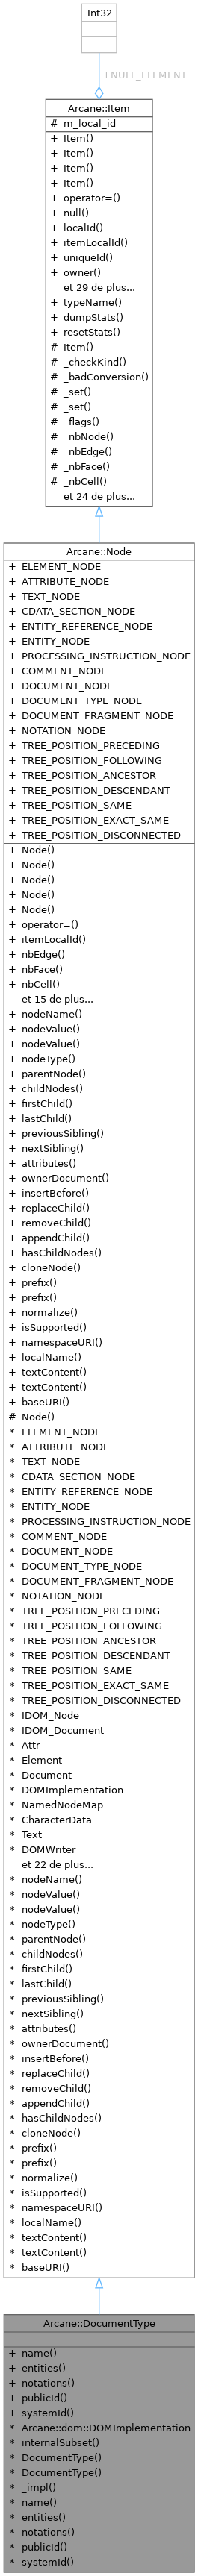 Int32
+NULL_ELEMENT
Arcane::Item
# m_local_id
+ Item()
+ Item()
+ Item()
+ Item()
+ operator=()
+ null()
+ localId()
+ itemLocalId()
+ uniqueId()
+ owner()
et 29 de plus...
+ typeName()
+ dumpStats()
+ resetStats()
# Item()
# _checkKind()
# _badConversion()
# _set()
# _set()
# _flags()
# _nbNode()
# _nbEdge()
# _nbFace()
# _nbCell()
et 24 de plus...
Arcane::Node
+ ELEMENT_NODE
+ ATTRIBUTE_NODE
+ TEXT_NODE
+ CDATA_SECTION_NODE
+ ENTITY_REFERENCE_NODE
+ ENTITY_NODE
+ PROCESSING_INSTRUCTION_NODE
+ COMMENT_NODE
+ DOCUMENT_NODE
+ DOCUMENT_TYPE_NODE
+ DOCUMENT_FRAGMENT_NODE
+ NOTATION_NODE
+ TREE_POSITION_PRECEDING
+ TREE_POSITION_FOLLOWING
+ TREE_POSITION_ANCESTOR
+ TREE_POSITION_DESCENDANT
+ TREE_POSITION_SAME
+ TREE_POSITION_EXACT_SAME
+ TREE_POSITION_DISCONNECTED
+ Node()
+ Node()
+ Node()
+ Node()
+ Node()
+ operator=()
+ itemLocalId()
+ nbEdge()
+ nbFace()
+ nbCell()
et 15 de plus...
+ nodeName()
+ nodeValue()
+ nodeValue()
+ nodeType()
+ parentNode()
+ childNodes()
+ firstChild()
+ lastChild()
+ previousSibling()
+ nextSibling()
+ attributes()
+ ownerDocument()
+ insertBefore()
+ replaceChild()
+ removeChild()
+ appendChild()
+ hasChildNodes()
+ cloneNode()
+ prefix()
+ prefix()
+ normalize()
+ isSupported()
+ namespaceURI()
+ localName()
+ textContent()
+ textContent()
+ baseURI()
# Node()
* ELEMENT_NODE
* ATTRIBUTE_NODE
* TEXT_NODE
* CDATA_SECTION_NODE
* ENTITY_REFERENCE_NODE
* ENTITY_NODE
* PROCESSING_INSTRUCTION_NODE
* COMMENT_NODE
* DOCUMENT_NODE
* DOCUMENT_TYPE_NODE
* DOCUMENT_FRAGMENT_NODE
* NOTATION_NODE
* TREE_POSITION_PRECEDING
* TREE_POSITION_FOLLOWING
* TREE_POSITION_ANCESTOR
* TREE_POSITION_DESCENDANT
* TREE_POSITION_SAME
* TREE_POSITION_EXACT_SAME
* TREE_POSITION_DISCONNECTED
* IDOM_Node
* IDOM_Document
* Attr
* Element
* Document
* DOMImplementation
* NamedNodeMap
* CharacterData
* Text
* DOMWriter
et 22 de plus...
* nodeName()
* nodeValue()
* nodeValue()
* nodeType()
* parentNode()
* childNodes()
* firstChild()
* lastChild()
* previousSibling()
* nextSibling()
* attributes()
* ownerDocument()
* insertBefore()
* replaceChild()
* removeChild()
* appendChild()
* hasChildNodes()
* cloneNode()
* prefix()
* prefix()
* normalize()
* isSupported()
* namespaceURI()
* localName()
* textContent()
* textContent()
* baseURI()
Arcane::DocumentType
+ name()
+ entities()
+ notations()
+ publicId()
+ systemId()
* Arcane::dom::DOMImplementation
* internalSubset()
* DocumentType()
* DocumentType()
* _impl()
* name()
* entities()
* notations()
* publicId()
* systemId()